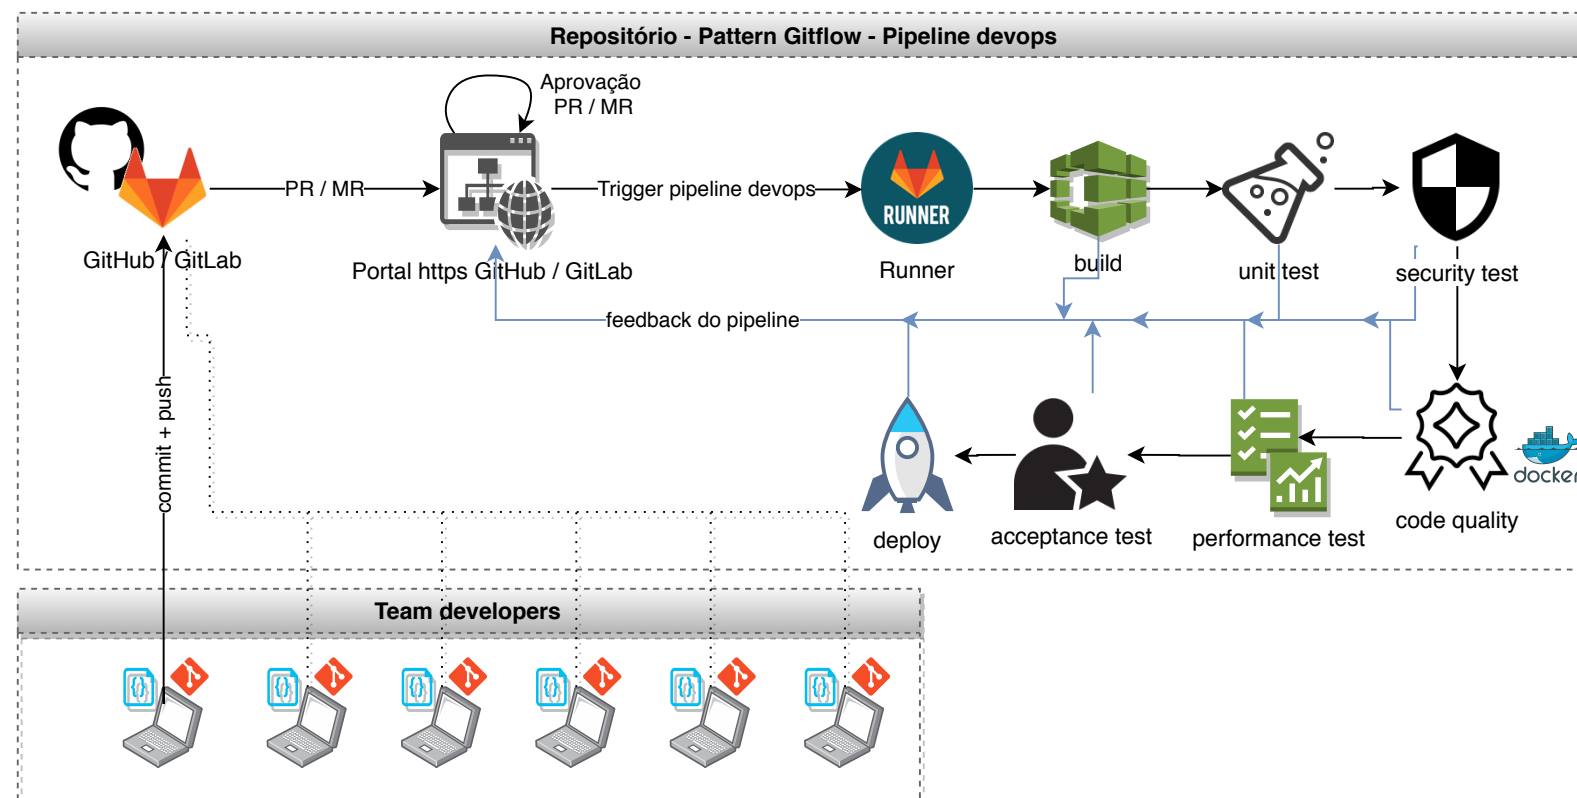 Repositório - Pattern Gitflow - Pipeline devops
Aprovação
PR / MR
PR / MR
Trigger pipeline devops
RUNNER
GitHub / GitLab
Portal https GitHub / GitLab
Runner
build
unit test
security test
feedback do pipeline
commit + push
docker
deploy
acceptance test
performance test
code quality
Team developers
{}
{}
{}
{}
{}
{}